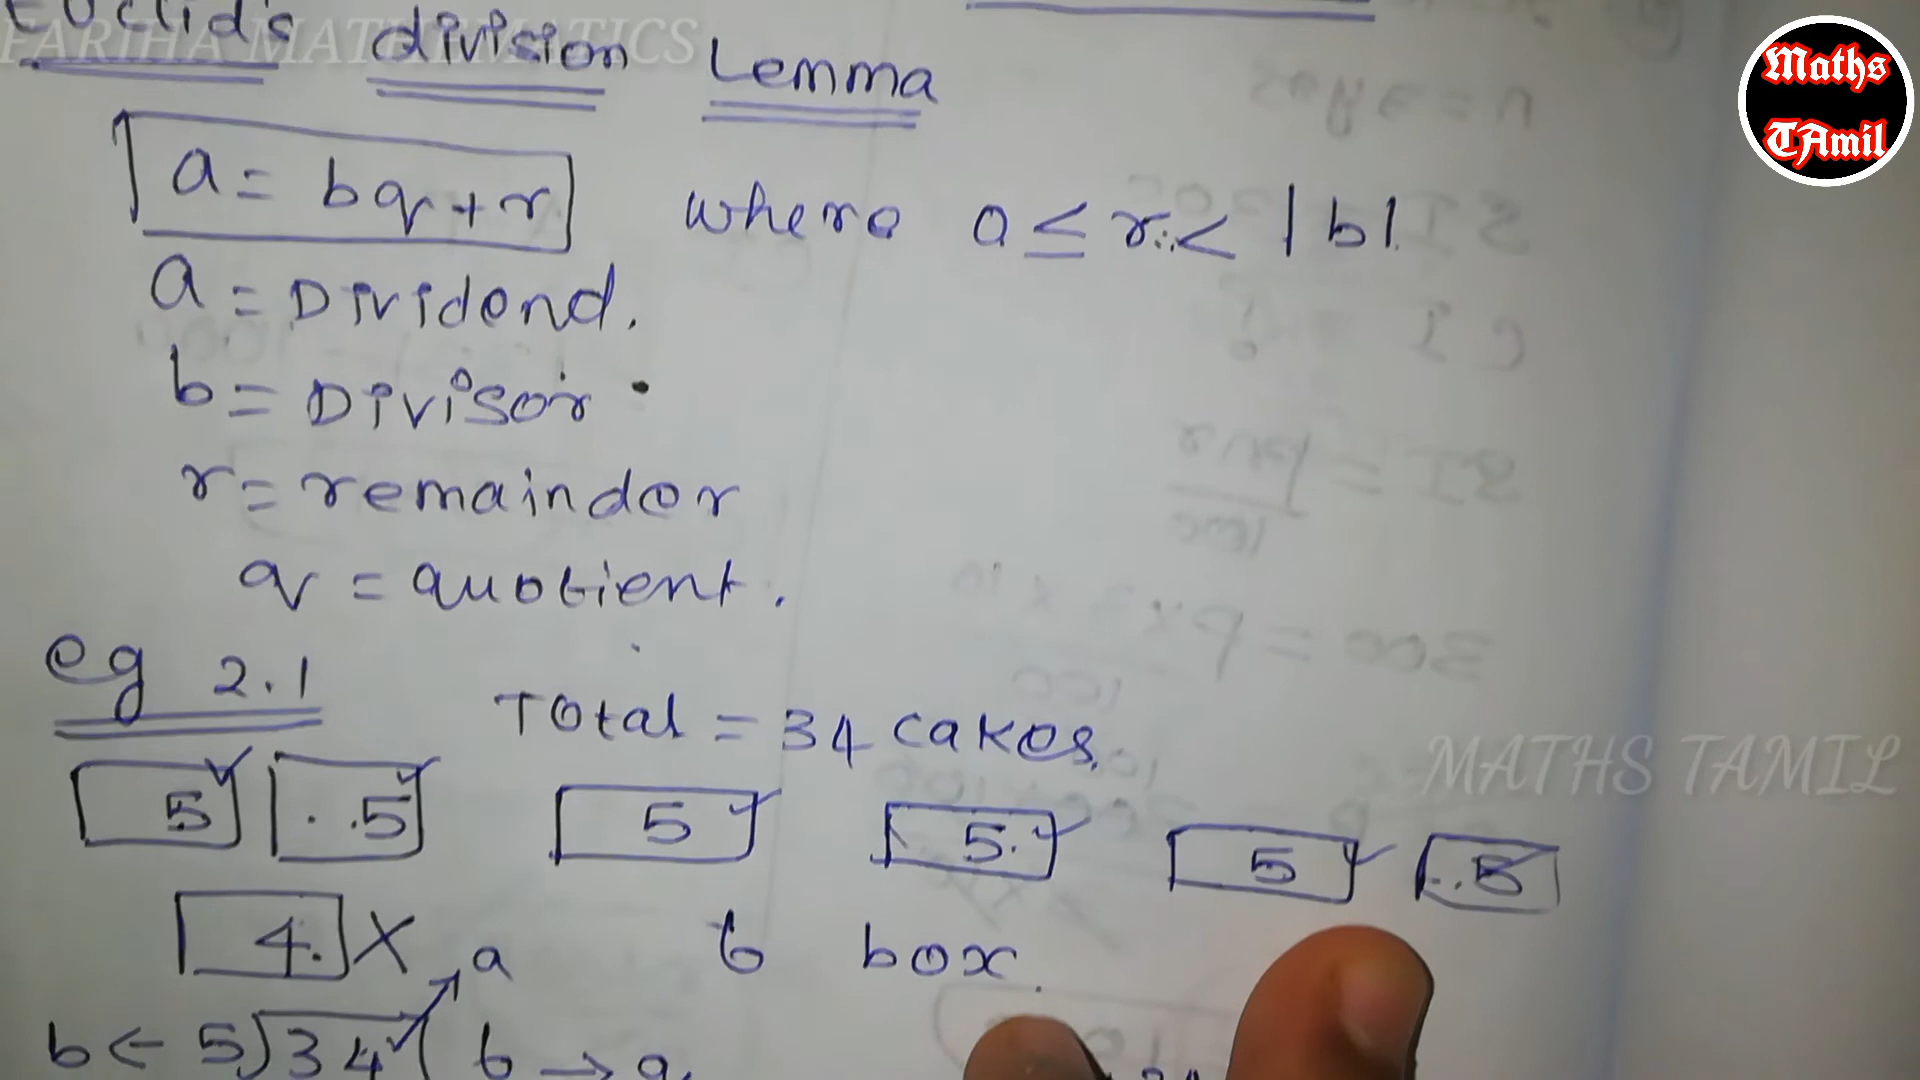 Euclid's division Lemma
FARIHA MATHEMATICS
Maths
TAmil
a = bq + r where 0 ≤ r < |b|.
a = Dividend.
b = Divisor
r = remainder
q = quotient.
eg 2.1
Total = 34 cakes.
5 5 5 5 5 5
MATHS TAMIL
4 X a 6 box.
b ← 5)34( 6 → q